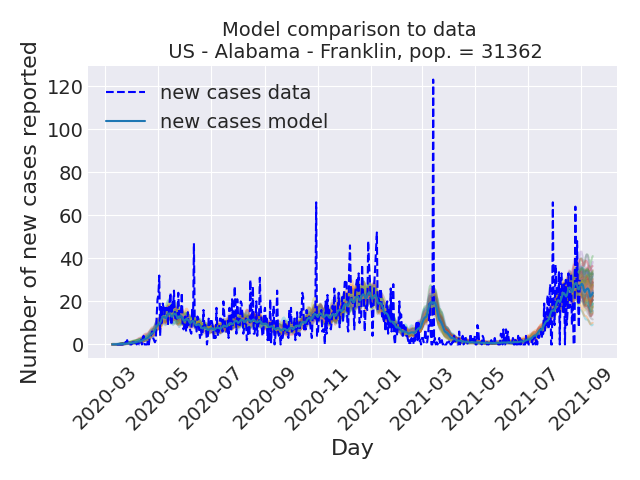 Model comparison to data
US - Alabama - Franklin, pop. = 31362
Number of new cases reported
120
100
80
60
40
20
0
new cases data
new cases model
2020-03
2020-05
2020-07
2020-09
2020-11
2021-01
2021-03
2021-05
2021-07
2021-09
Day